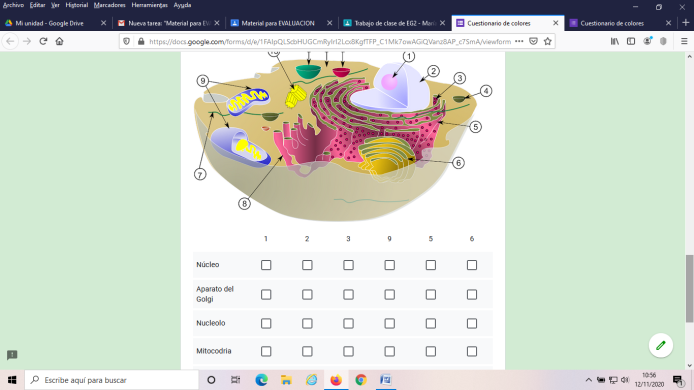 Archivo Editar Ver Historial Marcadores Herramientas Ayuda
Mi unidad - Google Drive
Nueva tarea: "Material para EV
Material para EVALUACION
Trabajo de clase de EG2 - Mar
Cuestionario de colores
Cuestionario de colores
https://docs.google.com/forms/d/e/
/viewform
1
2
3
4
5
6
7
8
9
1 2 3 9 5 6
Núcleo
Aparato del
Golgi
Nucleolo
Mitocodria
Escribe aquí para buscar
10:56
12/11/2020